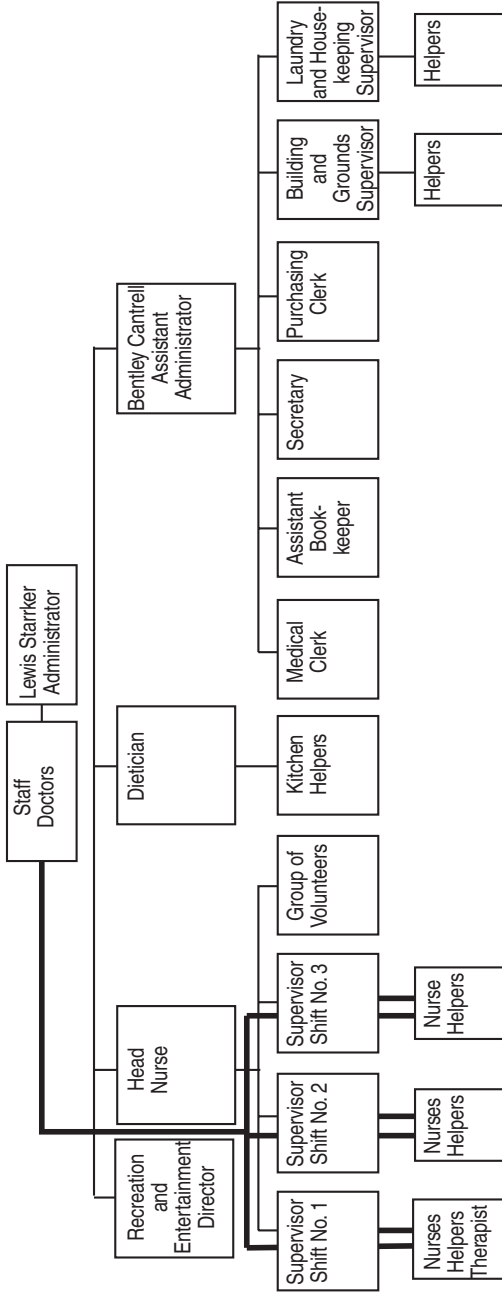 Staff
Doctors
Lewis Starrker
Administrator
Recreation
and
Entertainment
Director
Head
Nurse
Dietician
Bentley Cantrell
Assistant
Administrator
Supervisor
Shift No. 1
Supervisor
Shift No. 2
Supervisor
Shift No. 3
Group of
Volunteers
Kitchen
Helpers
Medical
Clerk
Assistant
Book-
keeper
Secretary
Purchasing
Clerk
Building
and
Grounds
Supervisor
Laundry
and House-
keeping
Supervisor
Nurses
Helpers
Therapist
Nurses
Helpers
Nurse
Helpers
Helpers
Helpers